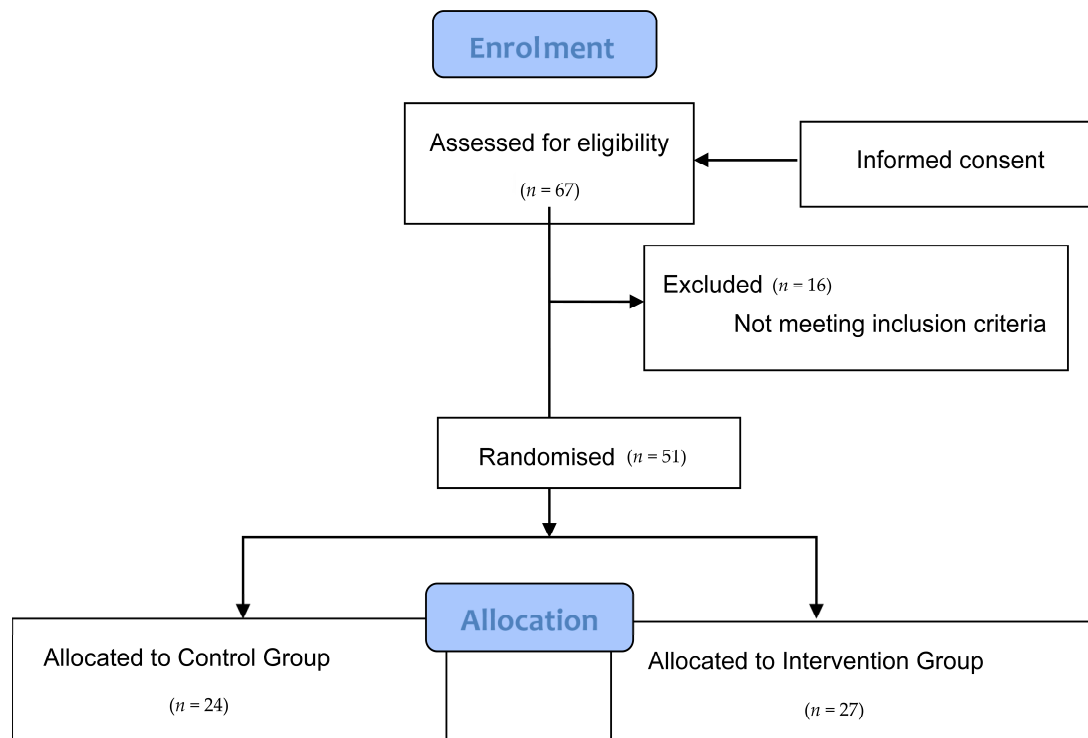 Enrolment
Assessed for eligibility
(n = 67)
Informed consent
Excluded (n = 16)
Not meeting inclusion criteria
Randomised (n = 51)
Allocation
Allocated to Control Group
(n = 24)
Allocated to Intervention Group
(n = 27)